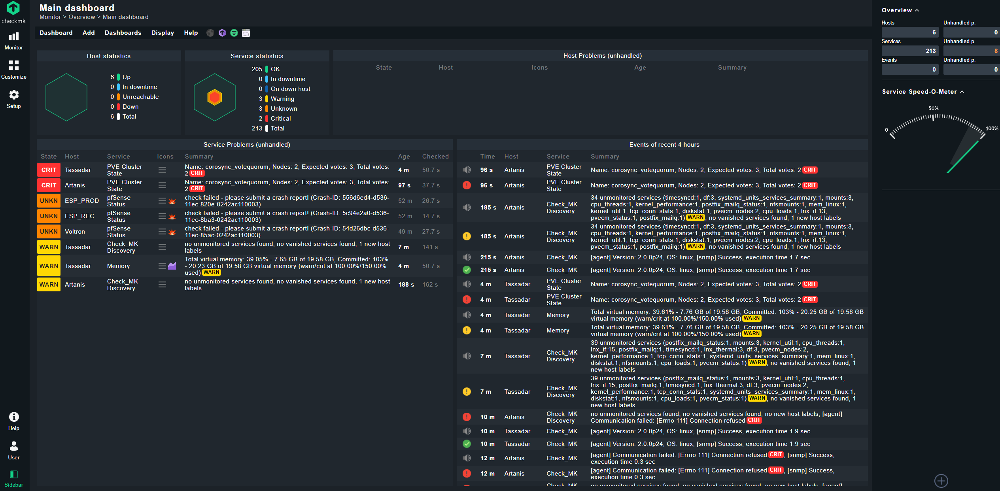 checkmk
Monitor
Customize
Setup
Help
User
Sidebar
Main dashboard
Monitor > Overview > Main dashboard
Dashboard Add Dashboards Display Help
Host statistics
6 Up
0 In downtime
0 Unreachable
0 Down
6 Total
Service statistics
205 OK
0 In downtime
0 On down host
3 Warning
3 Unknown
2 Critical
213 Total
Host Problems (unhandled)
State Host Icons Age Summary
Service Problems (unhandled)
State Host Service Icons Summary Age Checked
CRIT Tassadar PVE Cluster State Name: corosync_votequorum, Nodes: 2, Expected votes: 3, Total votes: 2 CRIT 4 m 50.7 s
CRIT Artanis PVE Cluster State Name: corosync_votequorum, Nodes: 2, Expected votes: 3, Total votes: 2 CRIT 97 s 37.7 s
UNKN ESP_PROD pfSense Status check failed - please submit a crash report! (Crash-ID: 556d6ed4-d536-11ec-820e-0242ac110003) 52 m 26.7 s
UNKN ESP_REC pfSense Status check failed - please submit a crash report! (Crash-ID: 5c94e2a0-d536-11ec-8ba3-0242ac110003) 52 m 14.7 s
UNKN Voltron pfSense Status check failed - please submit a crash report! (Crash-ID: 54d26dbc-d536-11ec-85ac-0242ac110003) 49 m 27.7 s
WARN Tassadar Check_MK Discovery no unmonitored services found, no vanished services found, 1 new host labels 7 m 141 s
WARN Tassadar Memory Total virtual memory: 39.05% - 7.65 GB of 19.58 GB, Committed: 103% - 20.23 GB of 19.58 GB virtual memory (warn/crit at 100.00%/150.00% used) WARN 4 m 50.7 s
WARN Artanis Check_MK Discovery no unmonitored services found, no vanished services found, 1 new host labels 188 s 162 s
Events of recent 4 hours
Time Host Service Summary
96 s Artanis PVE Cluster State Name: corosync_votequorum, Nodes: 2, Expected votes: 3, Total votes: 2 CRIT
96 s Artanis PVE Cluster State Name: corosync_votequorum, Nodes: 2, Expected votes: 3, Total votes: 2 CRIT
185 s Artanis Check_MK Discovery 34 unmonitored services (timesyncd:1, df:3, systemd_units_services_summary:1, mounts:3, cpu_threads:1, kernel_performance:1, postfix_mailq_status:1, nfsmounts:1, mem_linux:1, kernel_util:1, tcp_conn_stats:1, diskstat:1, pvecm_nodes:2, cpu_loads:1, lnx_if:13, pvecm_status:1, postfix_mailq:1) WARN, no vanished services found, 1 new host labels
185 s Artanis Check_MK Discovery 34 unmonitored services (timesyncd:1, df:3, systemd_units_services_summary:1, mounts:3, cpu_threads:1, kernel_performance:1, postfix_mailq_status:1, nfsmounts:1, mem_linux:1, kernel_util:1, tcp_conn_stats:1, diskstat:1, pvecm_nodes:2, cpu_loads:1, lnx_if:13, pvecm_status:1, postfix_mailq:1) WARN, no vanished services found, 1 new host labels
215 s Artanis Check_MK [agent] Version: 2.0.0p24, OS: linux, [snmp] Success, execution time 1.7 sec
215 s Artanis Check_MK [agent] Version: 2.0.0p24, OS: linux, [snmp] Success, execution time 1.7 sec
4 m Tassadar PVE Cluster State Name: corosync_votequorum, Nodes: 2, Expected votes: 3, Total votes: 2 CRIT
4 m Tassadar PVE Cluster State Name: corosync_votequorum, Nodes: 2, Expected votes: 3, Total votes: 2 CRIT
4 m Tassadar Memory Total virtual memory: 39.61% - 7.76 GB of 19.58 GB, Committed: 103% - 20.25 GB of 19.58 GB virtual memory (warn/crit at 100.00%/150.00% used) WARN
4 m Tassadar Memory Total virtual memory: 39.61% - 7.76 GB of 19.58 GB, Committed: 103% - 20.25 GB of 19.58 GB virtual memory (warn/crit at 100.00%/150.00% used) WARN
7 m Tassadar Check_MK Discovery 39 unmonitored services (postfix_mailq_status:1, mounts:3, kernel_util:1, cpu_threads:1, lnx_if:15, postfix_mailq:1, timesyncd:1, lnx_thermal:3, df:3, pvecm_nodes:2, kernel_performance:1, tcp_conn_stats:1, systemd_units_services_summary:1, mem_linux:1, diskstat:1, nfsmounts:1, cpu_loads:1, pvecm_status:1) WARN, no vanished services found, 1 new host labels
7 m Tassadar Check_MK Discovery 39 unmonitored services (postfix_mailq_status:1, mounts:3, kernel_util:1, cpu_threads:1, lnx_if:15, postfix_mailq:1, timesyncd:1, lnx_thermal:3, df:3, pvecm_nodes:2, kernel_performance:1, tcp_conn_stats:1, systemd_units_services_summary:1, mem_linux:1, diskstat:1, nfsmounts:1, cpu_loads:1, pvecm_status:1) WARN, no vanished services found, 1 new host labels
10 m Artanis Check_MK Discovery no unmonitored services found, no vanished services found, no new host labels, [agent] Communication failed: [Errno 111] Connection refused CRIT
10 m Tassadar Check_MK [agent] Version: 2.0.0p24, OS: linux, [snmp] Success, execution time 1.9 sec
10 m Tassadar Check_MK [agent] Version: 2.0.0p24, OS: linux, [snmp] Success, execution time 1.9 sec
12 m Artanis Check_MK [agent] Communication failed: [Errno 111] Connection refused CRIT, [snmp] Success, execution time 0.3 sec
12 m Artanis Check_MK [agent] Communication failed: [Errno 111] Connection refused CRIT, [snmp] Success, execution time 0.3 sec
Check_MK no unmonitored services found, no vanished services found, no new host labels, [agent]
Overview
Hosts Unhandled p.
6 0
Services Unhandled p.
213 8
Events Unhandled p.
0 0
Service Speed-O-Meter
0 50% 100%